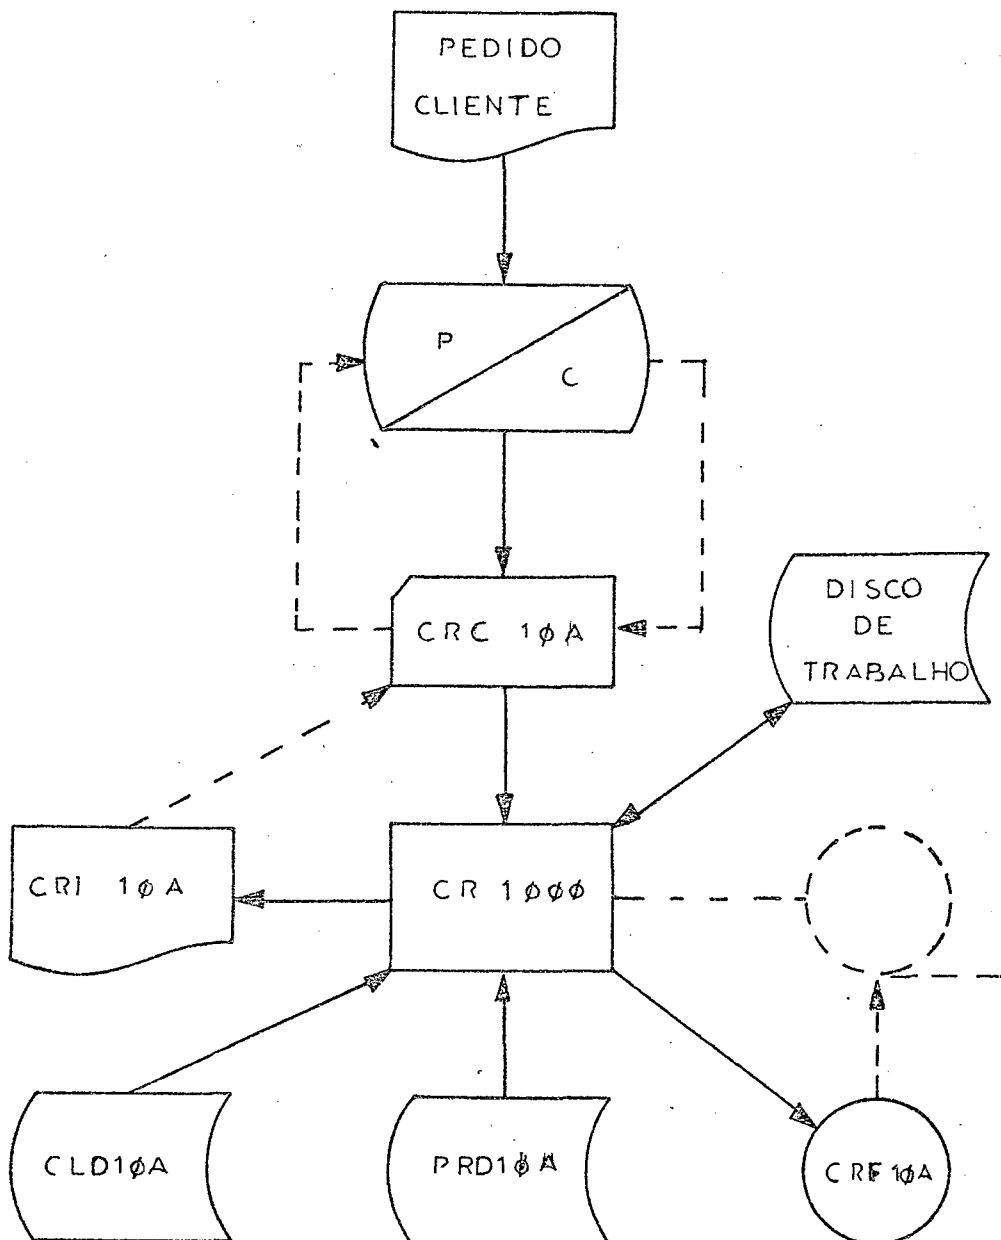 PEDIDO
CLIENTE
P
C
CRC 1ØA
DISCO
DE
TRABALHO
CRI 1ØA
CR 1ØØØ
CLD1ØA
PRD1ØA
CRF1ØA